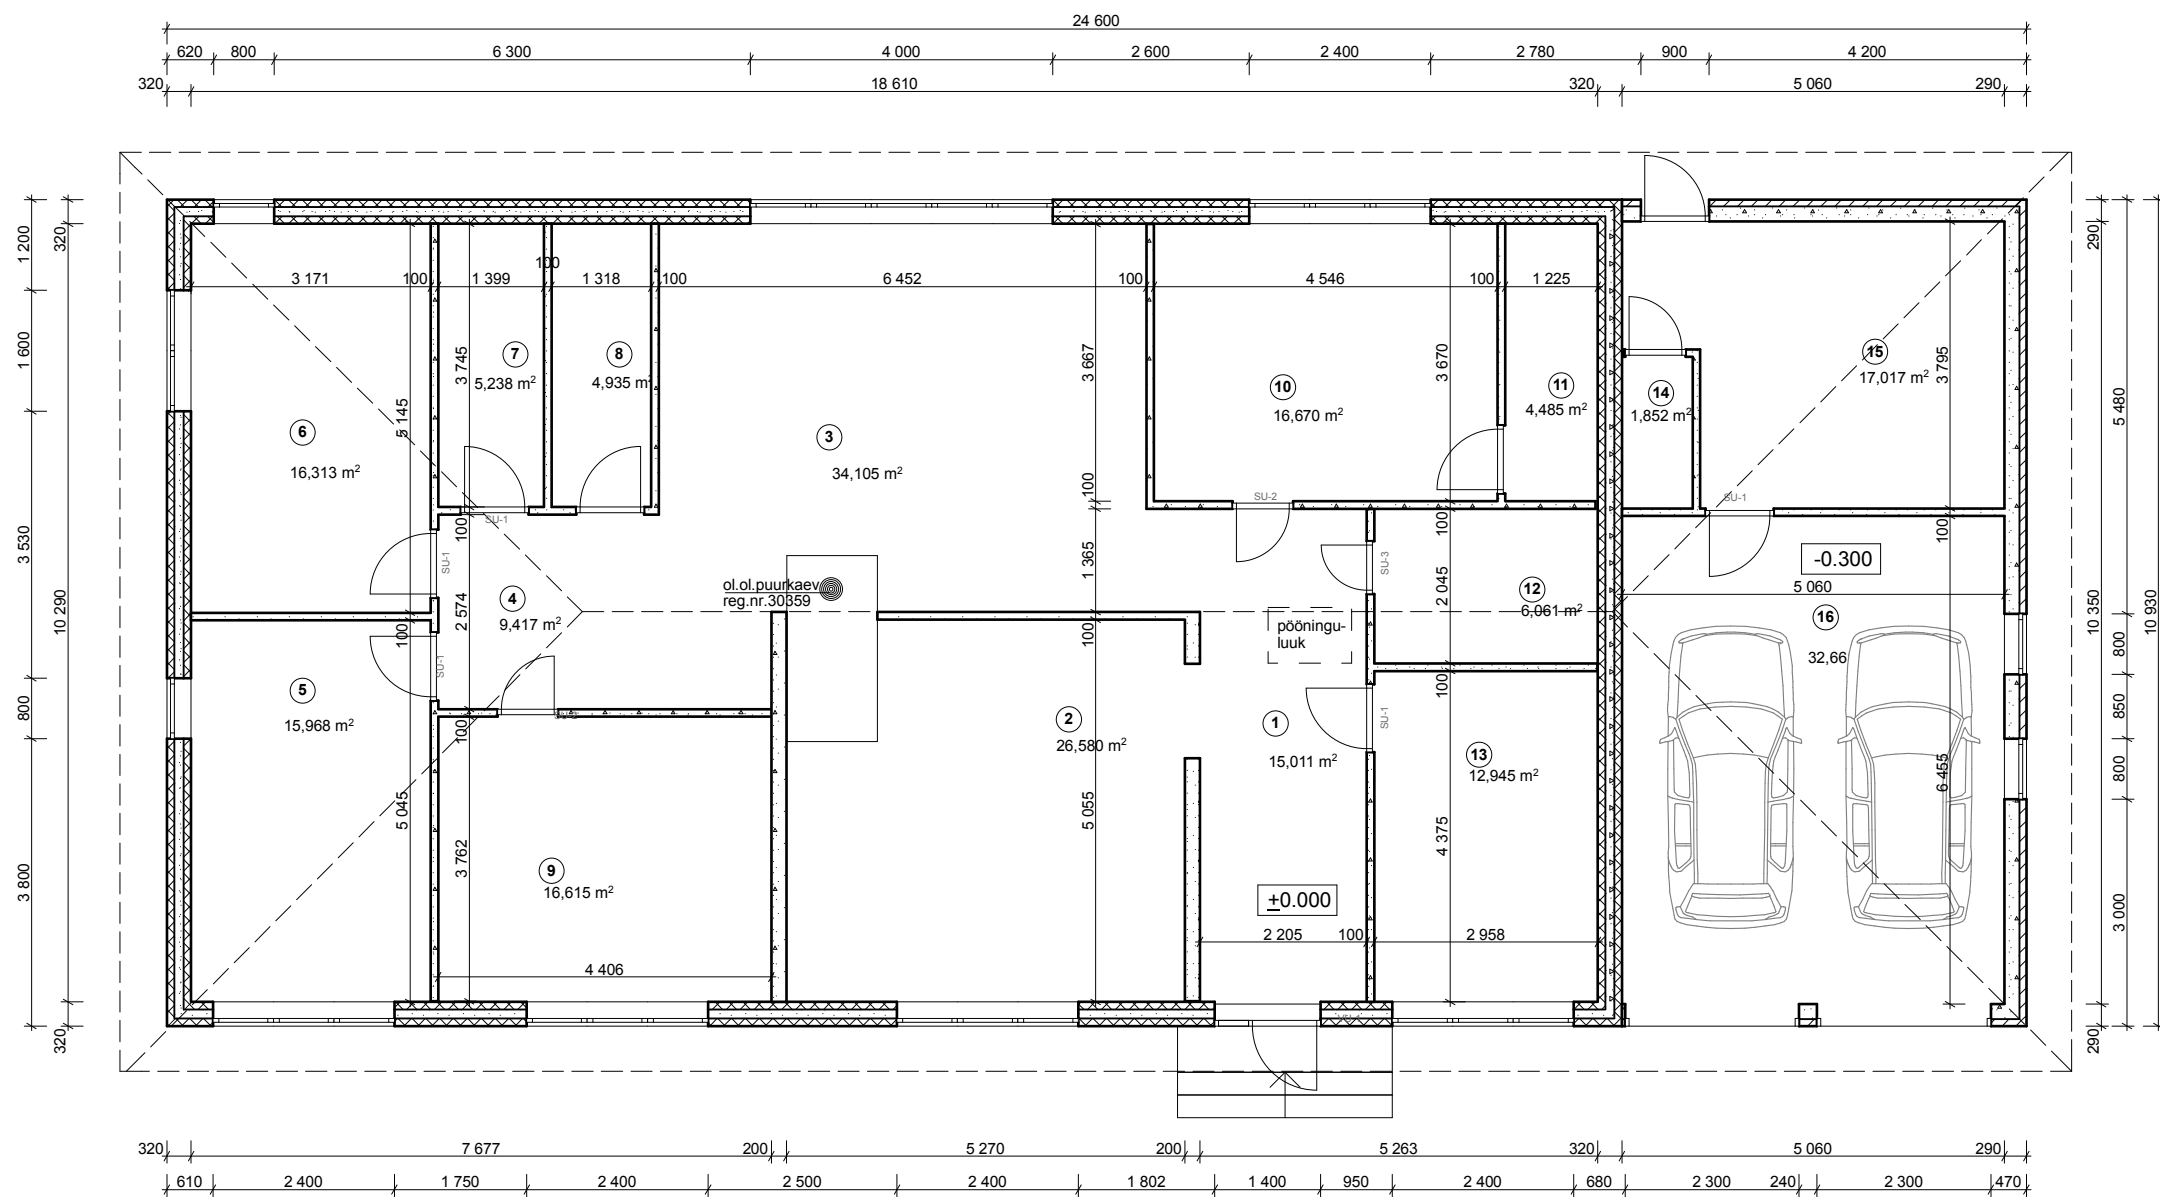 24 600
620 800 6 300 4 000 2 600 2 400 2 780 900 4 200
320 18 610 320 5 060 290
1 200 320 290
100
3 171 100 1 399 1 318 100 6 452 100 4 546 100 1 225
1 600 5 145 3 745 3 667 3 670 3 795 5 480
7 8 15
5,238 m² 4,935 m² 17,017 m²
10 11 14
16,670 m² 4,485 m² 1,852 m²
6 3
16,313 m² 34,105 m²
100 SU-2 SU-1
3 530 100 SU-1 100 100
SU-1 1 365 SU-3 -0.300
ol.ol.puurkaev
reg.nr.30359
4 2 574 2 045 12 5 060
9,417 m² 6,061 m² 16
10 290 10 350 10 930
100 100 pööningu-
luuk
32,66
800 SU-1 100 800
5 2 1 SU-1 850
15,968 m² 100 26,580 m² 15,011 m² 13
12,945 m² 800
5 045 3 762 5 055 4 375 6 455
3 800 9 3 000
16,615 m² +0.000
2 205 100 2 958
4 406
320 290
320 7 677 200 5 270 200 5 263 320 5 060 290
610 2 400 1 750 2 400 2 500 2 400 1 802 1 400 950 2 400 680 2 300 240 2 300 470